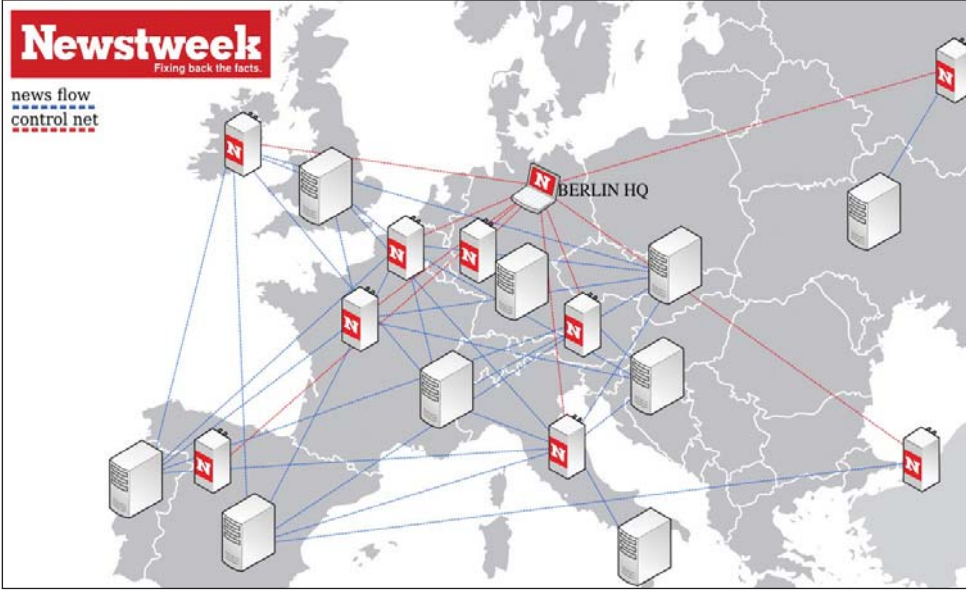 Newstweek
Fixing back the facts.
news flow
control net
N
N
BERLIN HQ
N
N
N
N
N
N
N
N